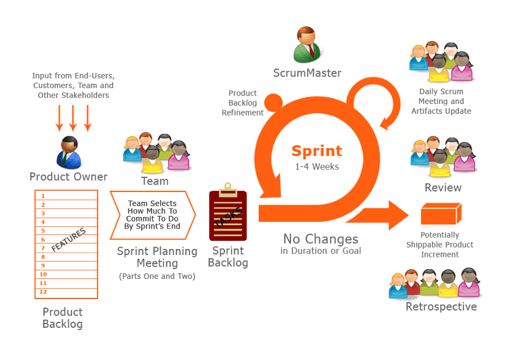 Input from End-Users,
Customers, Team and
Other Stakeholders
Product Owner
1
2
3
4
5
6
7
8
9
10
11
12
FEATURES
Product
Backlog
Team
Team Selects
How Much To
Commit To Do
By Sprint's End
Sprint Planning
Meeting
(Parts One and Two)
Sprint
Backlog
ScrumMaster
Product
Backlog
Refinement
Sprint
1-4 Weeks
No Changes
in Duration or Goal
Daily Scrum
Meeting and
Artifacts Update
Review
Potentially
Shippable Product
Increment
Retrospective